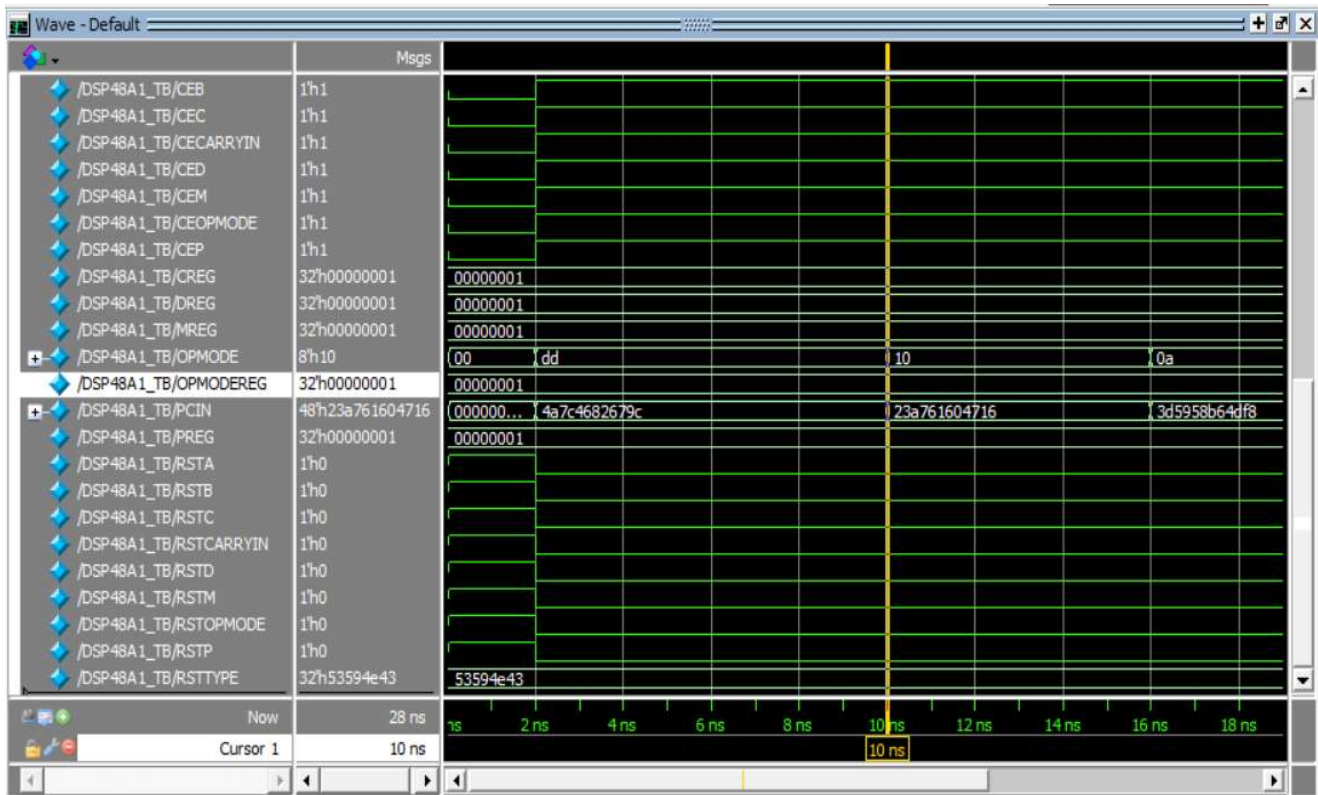 Wave - Default
Msgs
/DSP48A1_TB/CEB 1'h1
/DSP48A1_TB/CEC 1'h1
/DSP48A1_TB/CECARRYIN 1'h1
/DSP48A1_TB/CED 1'h1
/DSP48A1_TB/CEM 1'h1
/DSP48A1_TB/CEOPMODE 1'h1
/DSP48A1_TB/CEP 1'h1
/DSP48A1_TB/CREG 32'h00000001 00000001
/DSP48A1_TB/DREG 32'h00000001 00000001
/DSP48A1_TB/MREG 32'h00000001 00000001
/DSP48A1_TB/OPMODE 8'h10 00 dd 10 0a
/DSP48A1_TB/OPMODEREG 32'h00000001 00000001
/DSP48A1_TB/PCIN 48'h23a761604716 000000... 4a7c4682679c 23a761604716 3d5958b64df8
/DSP48A1_TB/PREG 32'h00000001 00000001
/DSP48A1_TB/RSTA 1'h0
/DSP48A1_TB/RSTB 1'h0
/DSP48A1_TB/RSTC 1'h0
/DSP48A1_TB/RSTCARRYIN 1'h0
/DSP48A1_TB/RSTD 1'h0
/DSP48A1_TB/RSTM 1'h0
/DSP48A1_TB/RSTOPMODE 1'h0
/DSP48A1_TB/RSTP 1'h0
/DSP48A1_TB/RSTTYPE 32'h53594e43 53594e43
Now 28 ns ns 2 ns 4 ns 6 ns 8 ns 10 ns 12 ns 14 ns 16 ns 18 ns
Cursor 1 10 ns 10 ns